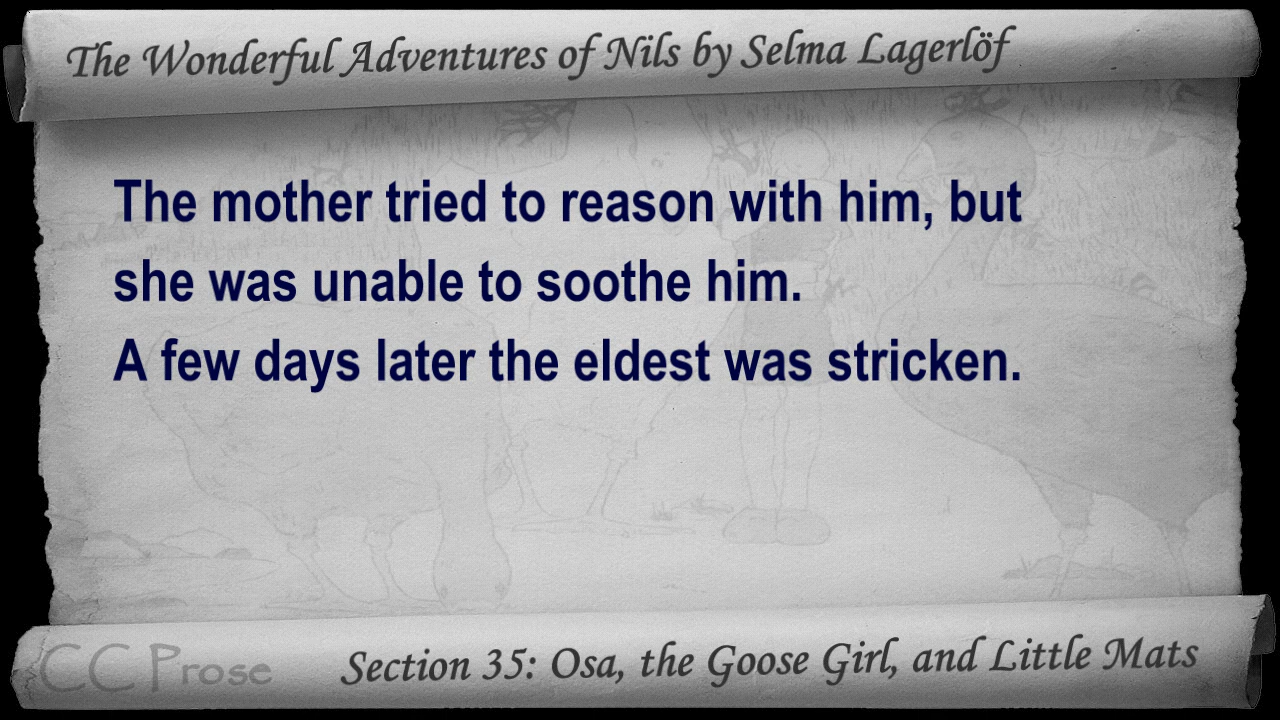 The Wonderful Adventures of Nils by Selma Lagerlöf
The mother tried to reason with him, but
she was unable to soothe him.
A few days later the eldest was stricken.
CC Prose
Section 35: Osa, the Goose Girl, and Little Mats